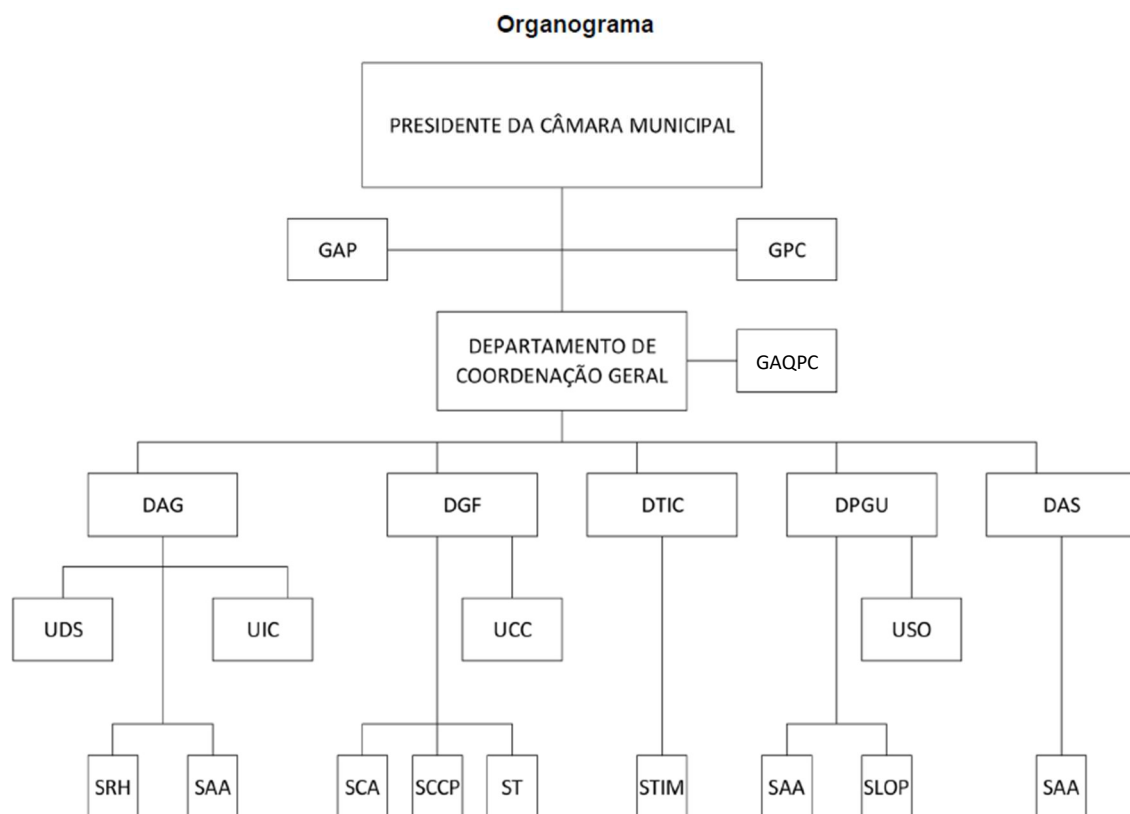 Organograma
PRESIDENTE DA CÂMARA MUNICIPAL
GAP
GPC
DEPARTAMENTO DE
COORDENAÇÃO GERAL
GAQPC
DAG
DGF
DTIC
DPGU
DAS
UDS
UIC
UCC
USO
SRH
SAA
SCA
SCCP
ST
STIM
SAA
SLOP
SAA